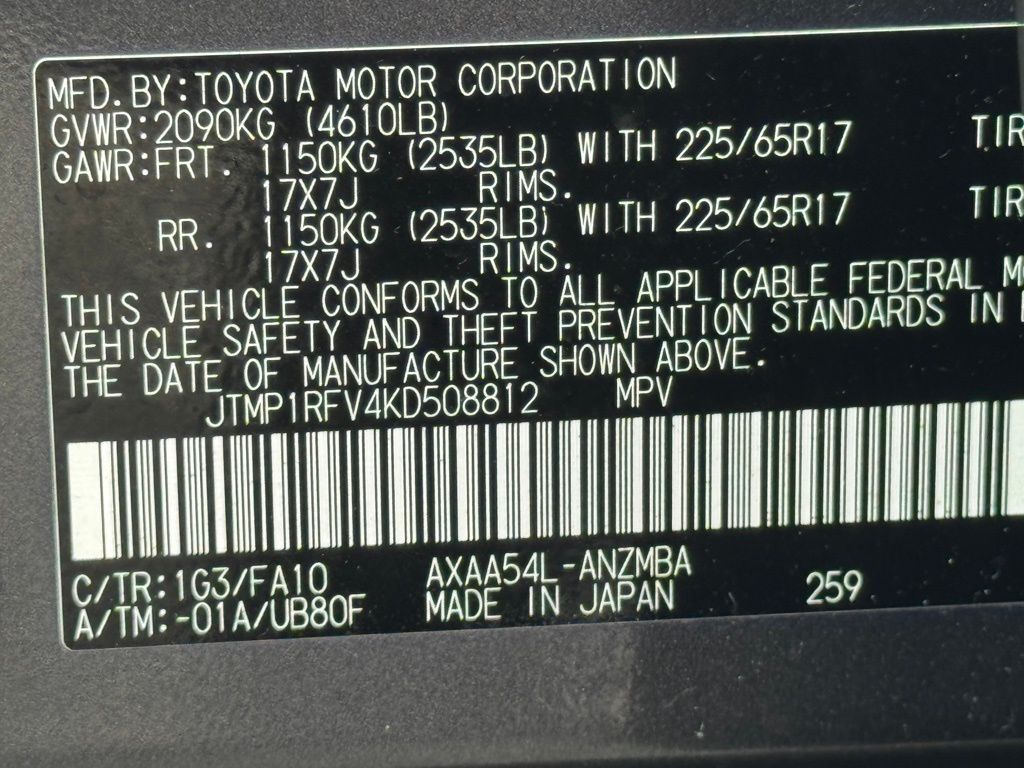 MFD.BY:TOYOTA MOTOR CORPORATION
GVWR:2090KG (4610LB)
GAWR:FRT. 1150KG (2535LB) WITH 225/65R17 TIR
17X7J RIMS.
RR. 1150KG (2535LB) WITH 225/65R17 TIR
17X7J RIMS.
THIS VEHICLE CONFORMS TO ALL APPLICABLE FEDERAL M
VEHICLE SAFETY AND THEFT PREVENTION STANDARDS IN
THE DATE OF MANUFACTURE SHOWN ABOVE.
JTMP1RFV4KD508812 MPV
C/TR:1G3/FA10 AXAA54L-ANZMBA 259
A/TM:-01A/UB80F MADE IN JAPAN